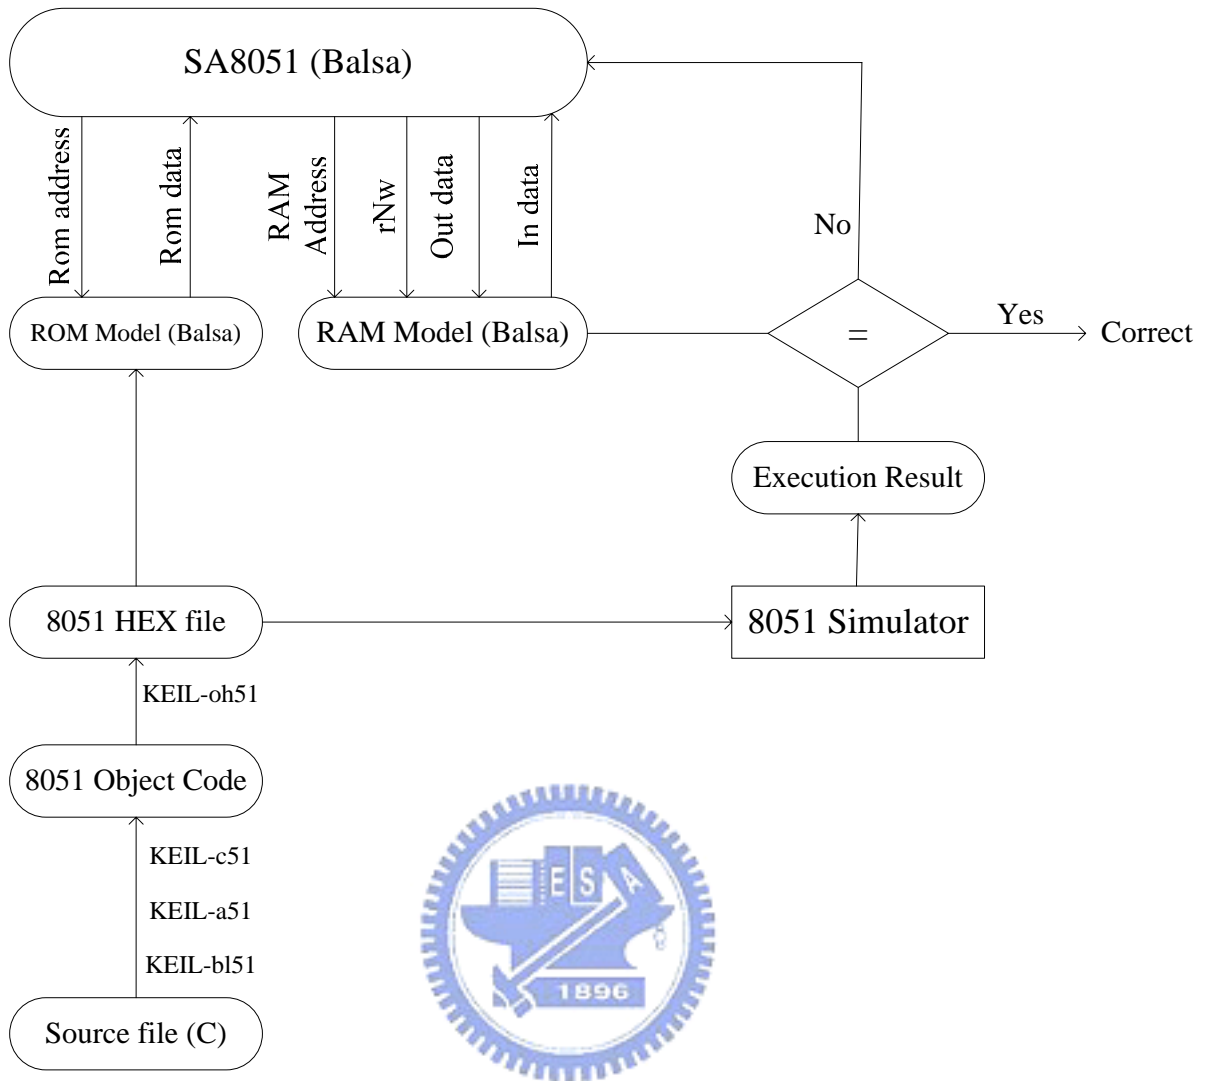 SA8051 (Balsa)
Rom address
Rom data
RAM
Address
rNw
Out data
In data
No
ROM Model (Balsa)
RAM Model (Balsa)
=
Yes
Correct
Execution Result
8051 HEX file
8051 Simulator
KEIL-oh51
8051 Object Code
KEIL-c51
KEIL-a51
KEIL-bl51
Source file (C)
E S A
1896